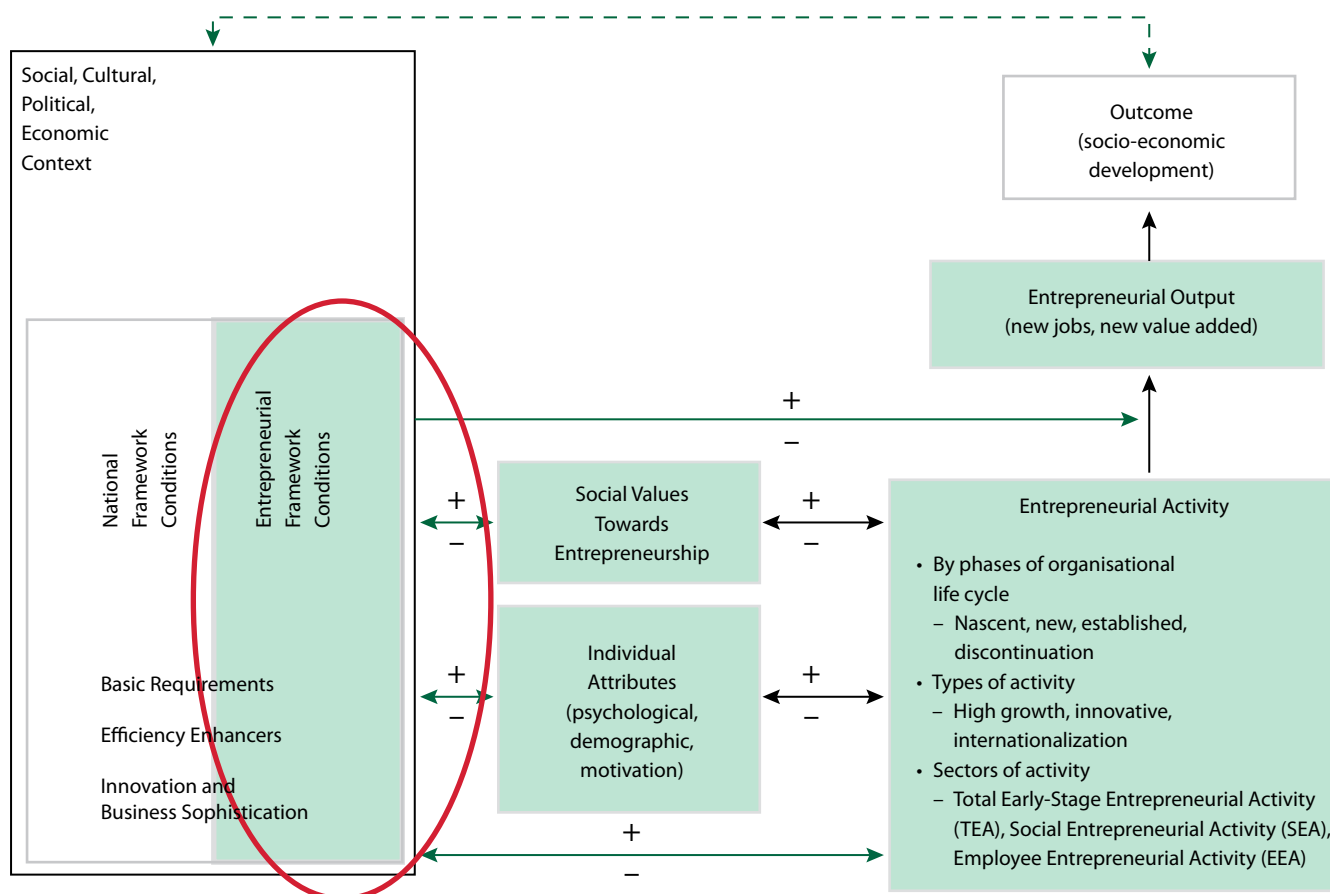 Social, Cultural,
Political,
Economic
Context
Outcome
(socio-economic
development)
Entrepreneurial Output
(new jobs, new value added)
National
Framework
Conditions
Entrepreneurial
Framework
Conditions
+
–
+
–
Social Values
Towards
Entrepreneurship
+
–
Entrepreneurial Activity
• By phases of organisational
life cycle
– Nascent, new, established,
discontinuation
• Types of activity
– High growth, innovative,
internationalization
• Sectors of activity
– Total Early-Stage Entrepreneurial Activity
(TEA), Social Entrepreneurial Activity (SEA),
Employee Entrepreneurial Activity (EEA)
Basic Requirements
Efficiency Enhancers
Innovation and
Business Sophistication
+
–
Individual
Attributes
(psychological,
demographic,
motivation)
+
–
+
–